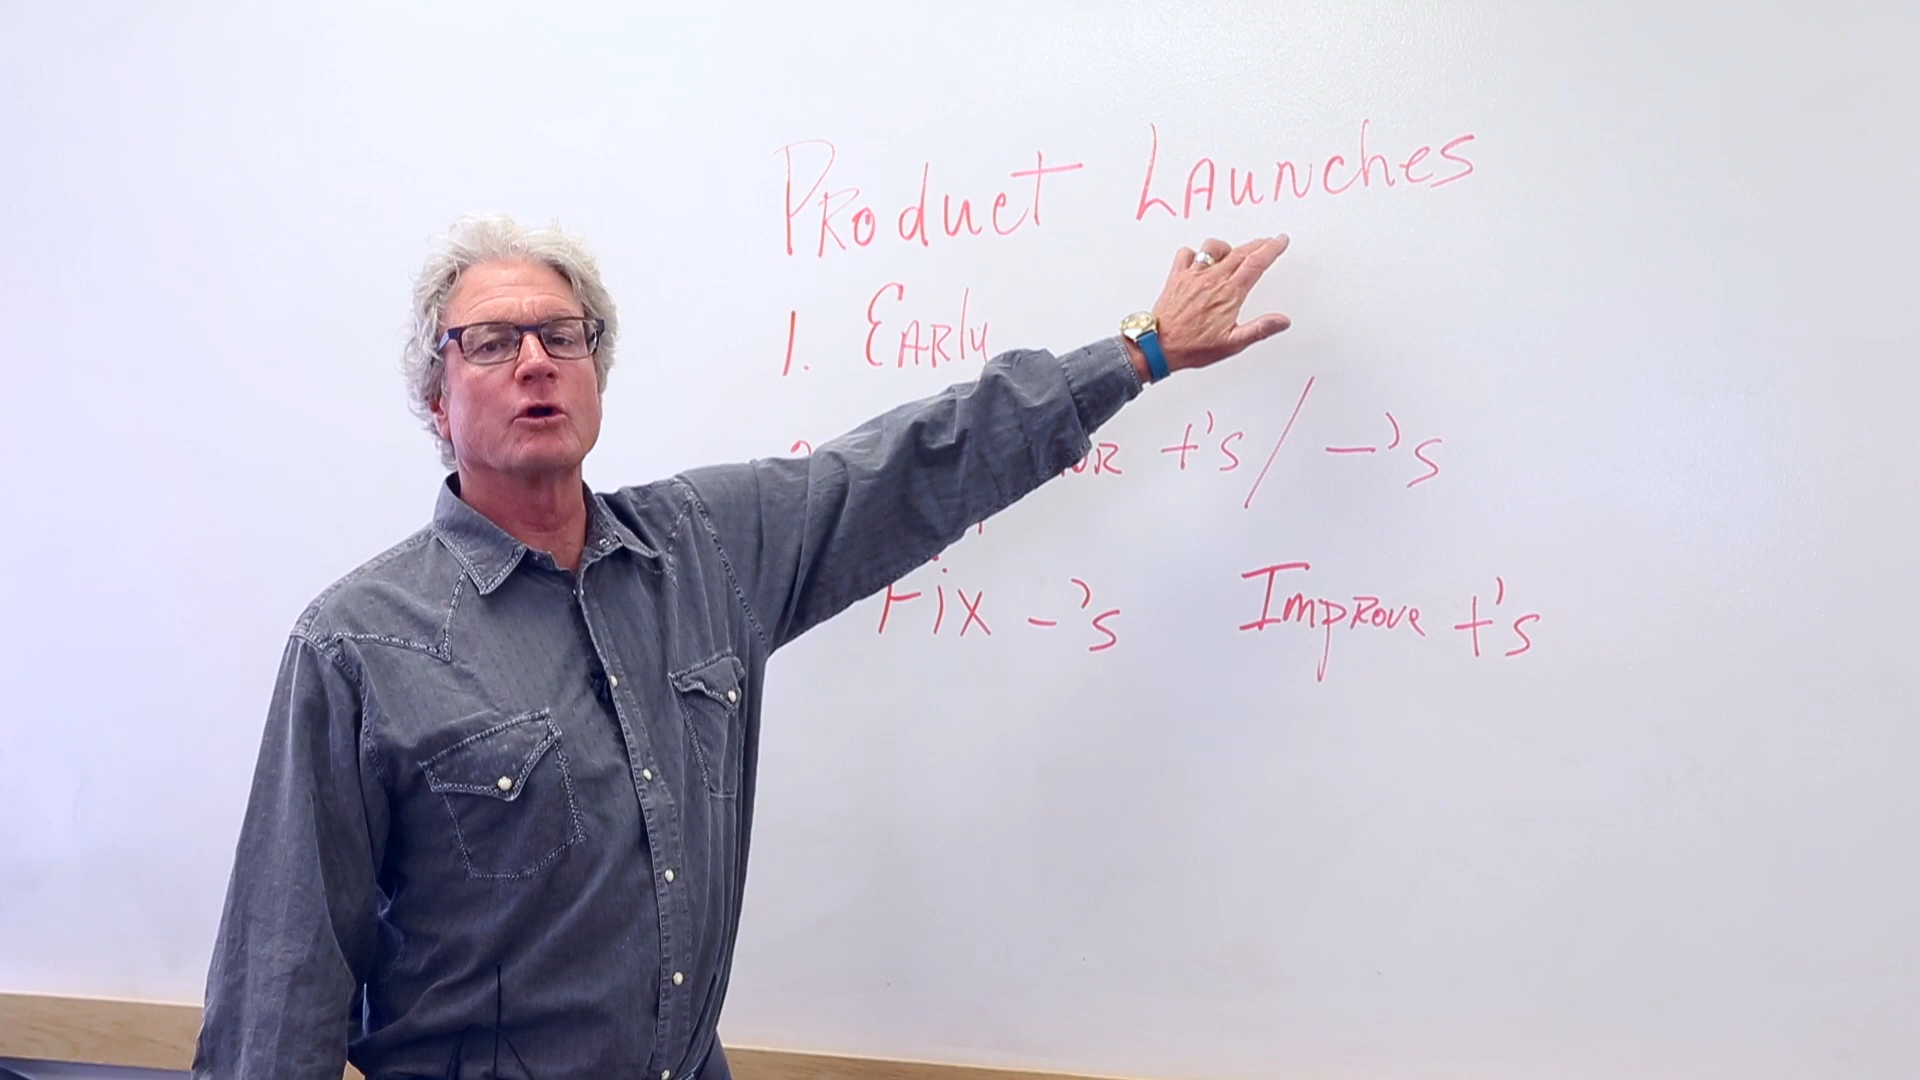 Product Launches
1. Early
+'s / -'s
Fix -'s Improve +'s